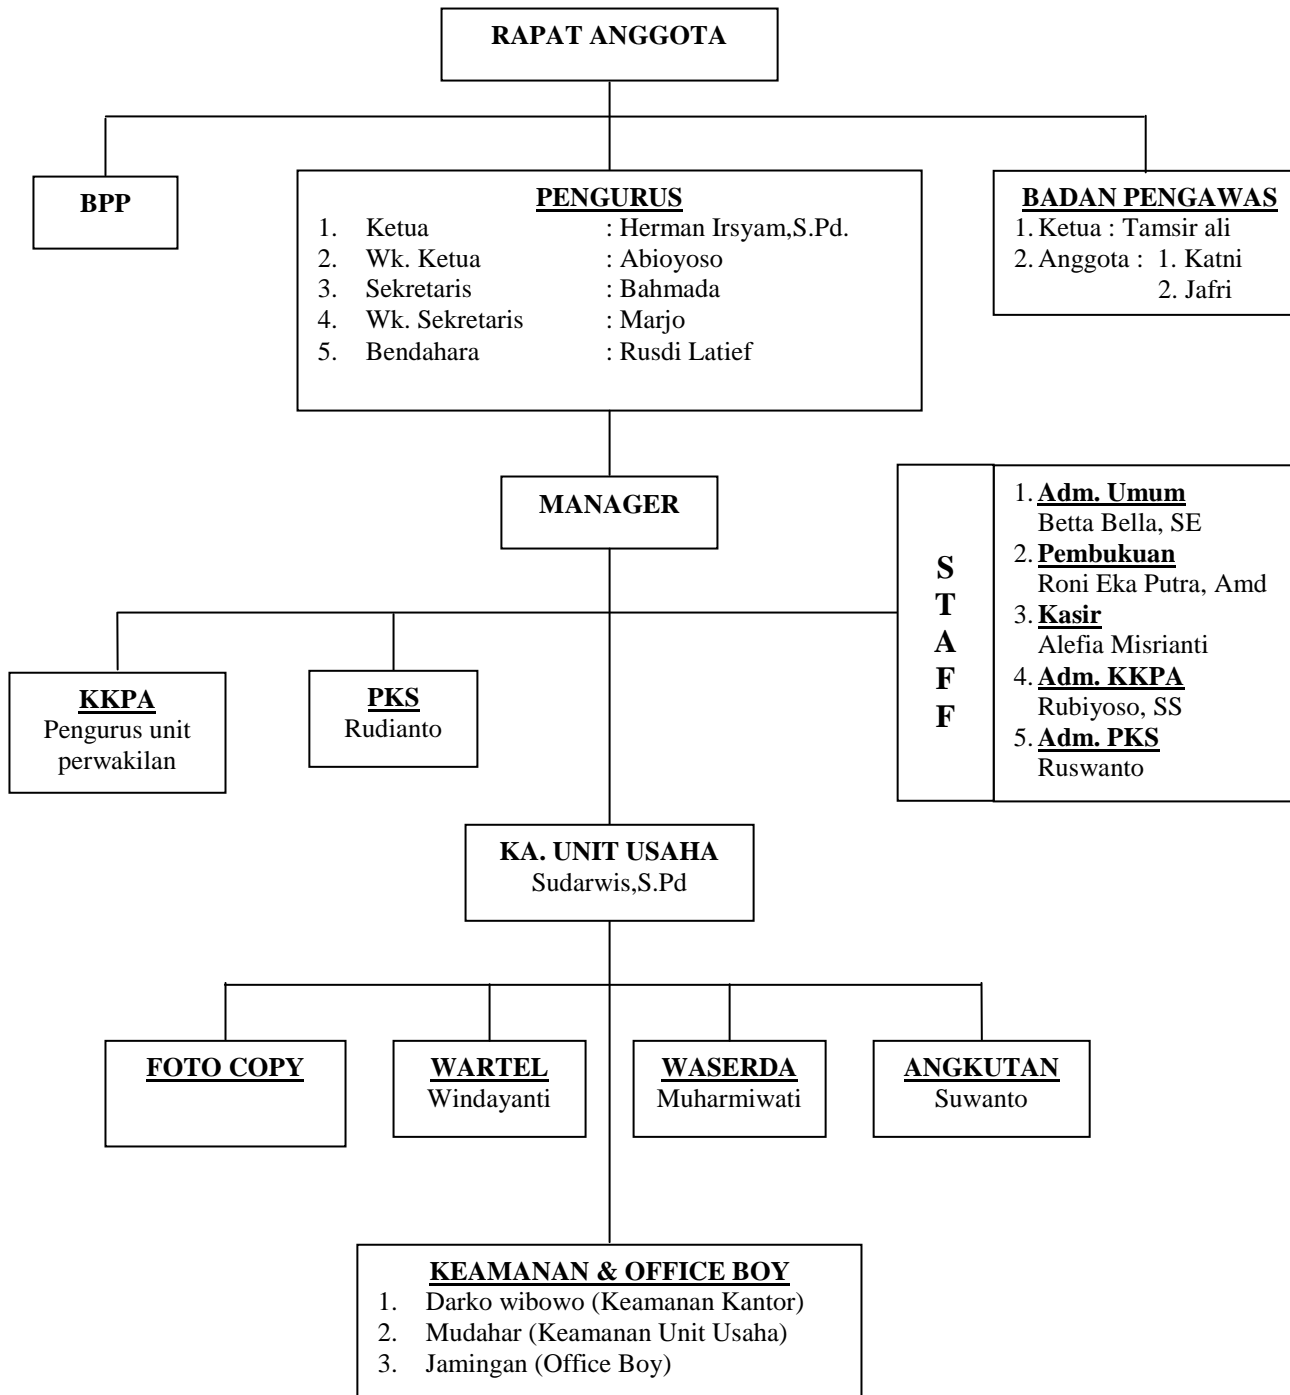 RAPAT ANGGOTA
BPP
PENGURUS
1. Ketua : Herman Irsyam,S.Pd.
2. Wk. Ketua : Abioyoso
3. Sekretaris : Bahmada
4. Wk. Sekretaris : Marjo
5. Bendahara : Rusdi Latief
BADAN PENGAWAS
1. Ketua : Tamsir ali
2. Anggota : 1. Katni
2. Jafri
MANAGER
STAFF
1. Adm. Umum
Betta Bella, SE
2. Pembukuan
Roni Eka Putra, Amd
3. Kasir
Alefia Misrianti
4. Adm. KKPA
Rubiyoso, SS
5. Adm. PKS
Ruswanto
KKPA
Pengurus unit
perwakilan
PKS
Rudianto
KA. UNIT USAHA
Sudarwis,S.Pd
FOTO COPY
WARTEL
Windayanti
WASERDA
Muharmiwati
ANGKUTAN
Suwanto
KEAMANAN & OFFICE BOY
1. Darko wibowo (Keamanan Kantor)
2. Mudahar (Keamanan Unit Usaha)
3. Jamingan (Office Boy)